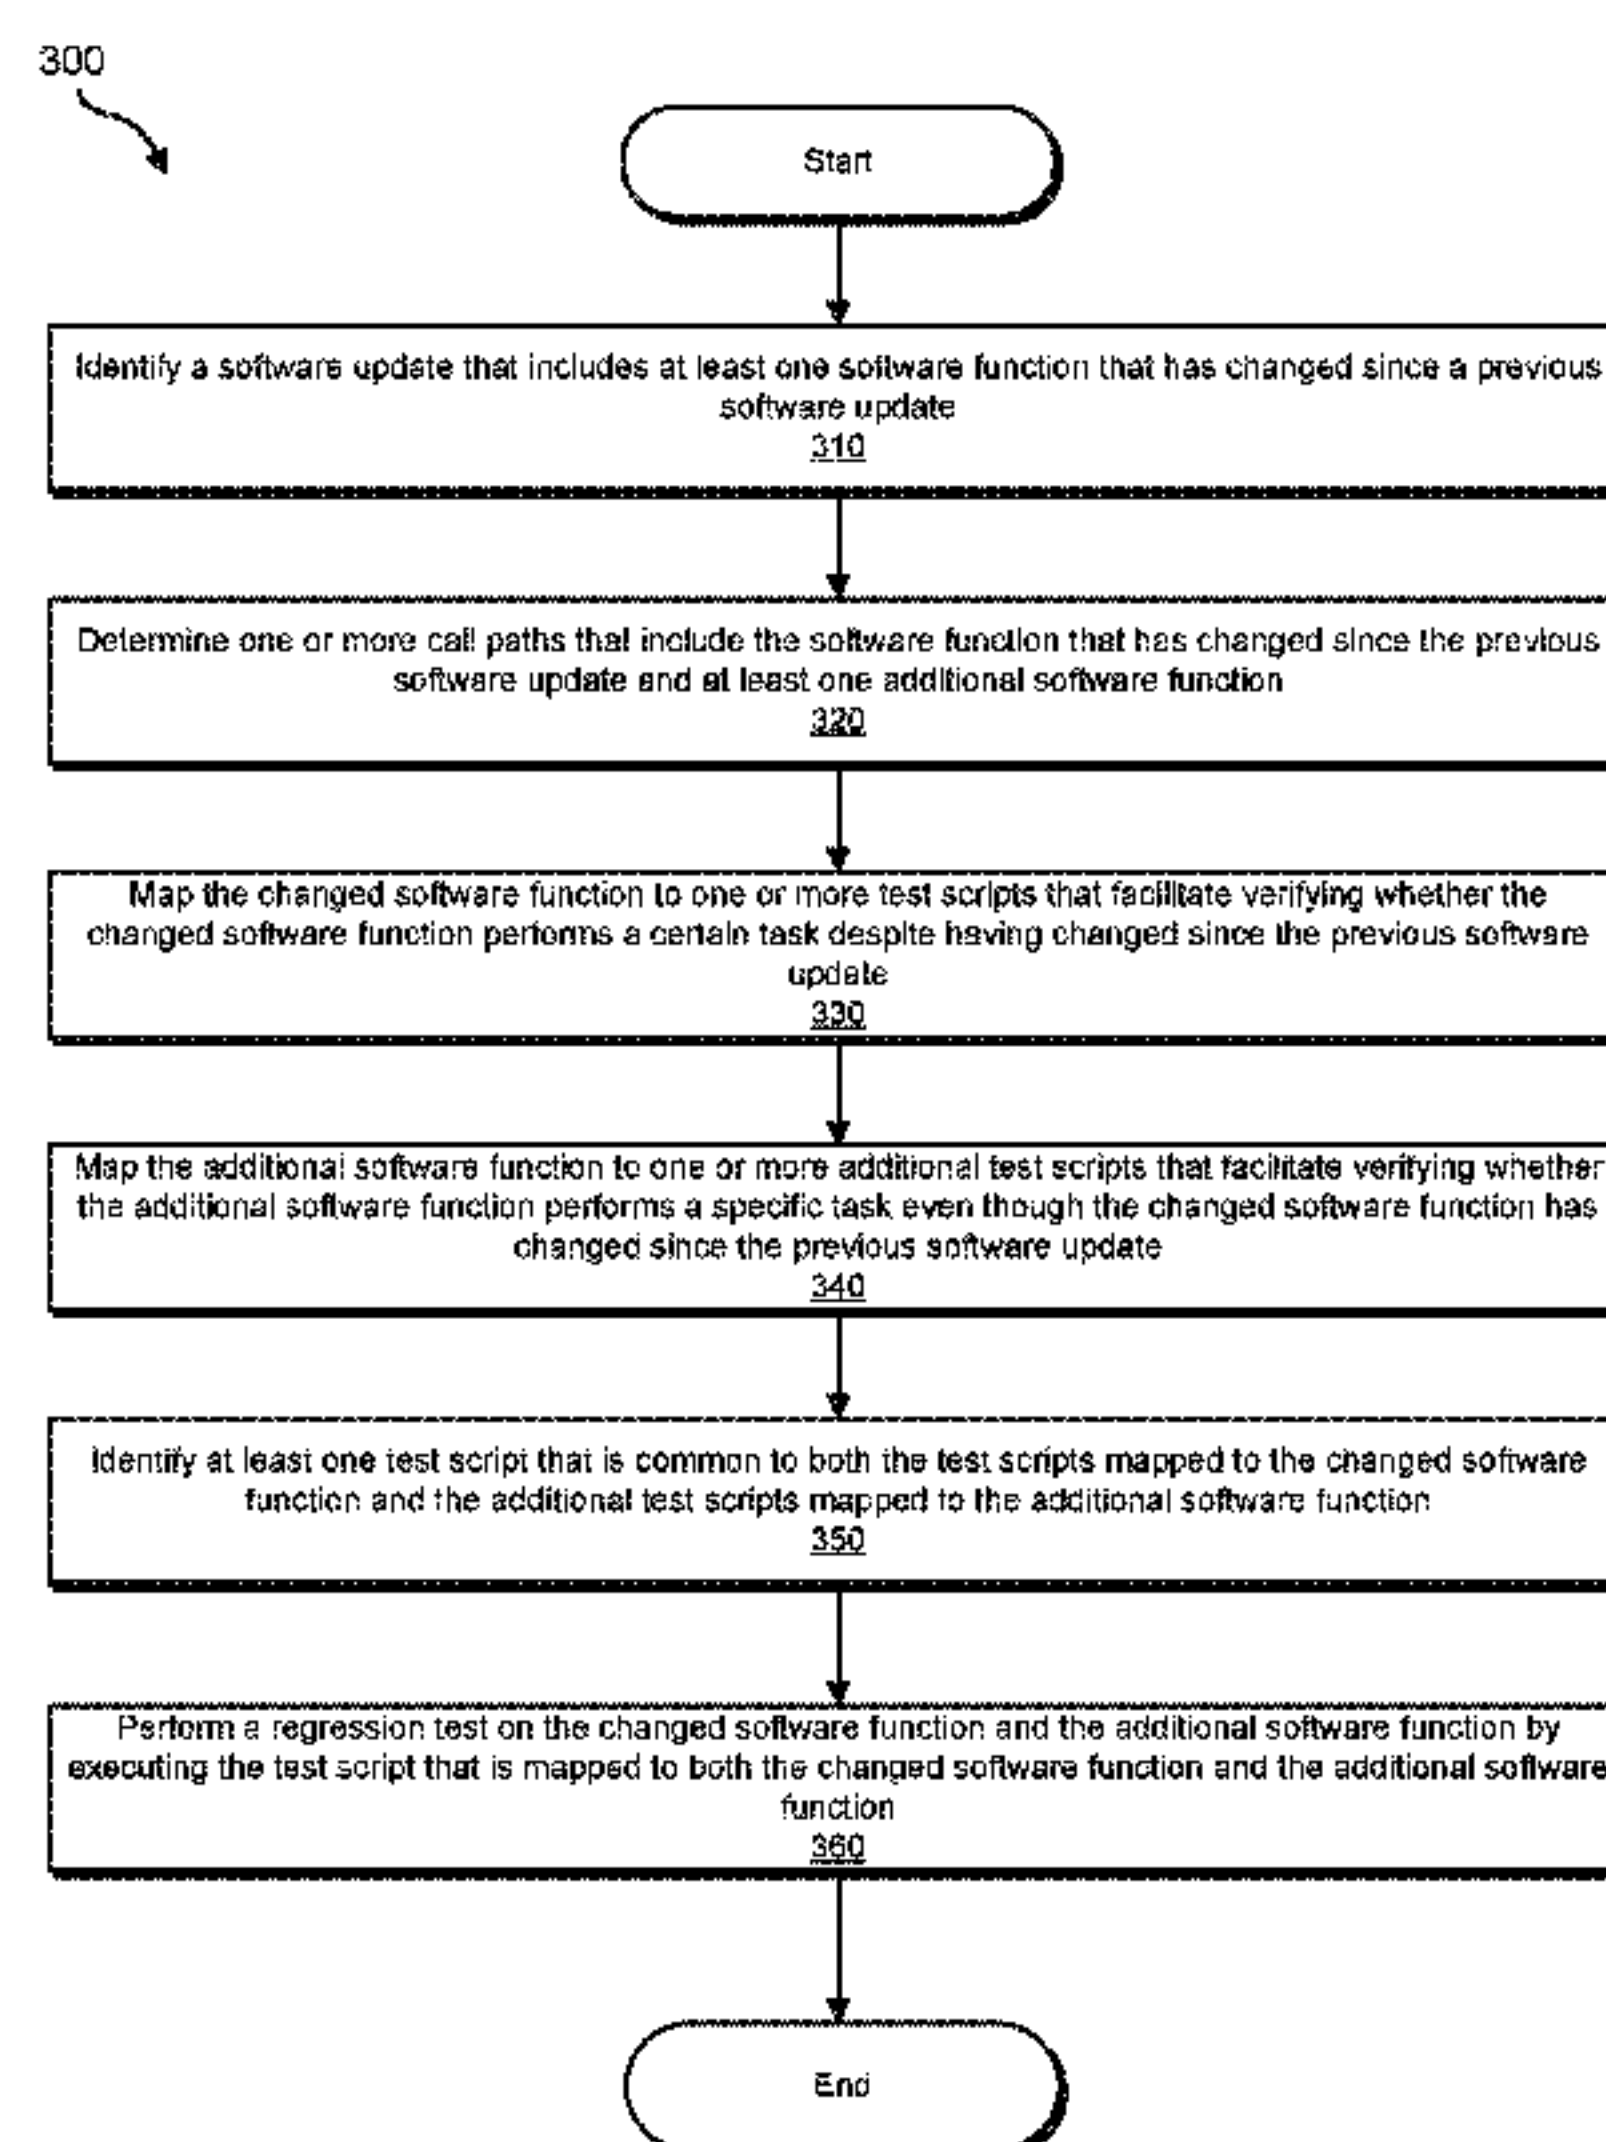 300
Start
Identify a software update that includes at least one software function that has changed since a previous
software update
310
Determine one or more call paths that include the software function that has changed since the previous
software update and at least one additional software function
320
Map the changed software function to one or more test scripts that facilitate verifying whether the
changed software function performs a certain task despite having changed since the previous software
update
330
Map the additional software function to one or more additional test scripts that facilitate verifying whether
the additional software function performs a specific task even though the changed software function has
changed since the previous software update
340
Identify at least one test script that is common to both the test scripts mapped to the changed software
function and the additional test scripts mapped to the additional software function
350
Perform a regression test on the changed software function and the additional software function by
executing the test script that is mapped to both the changed software function and the additional software
function
360
End